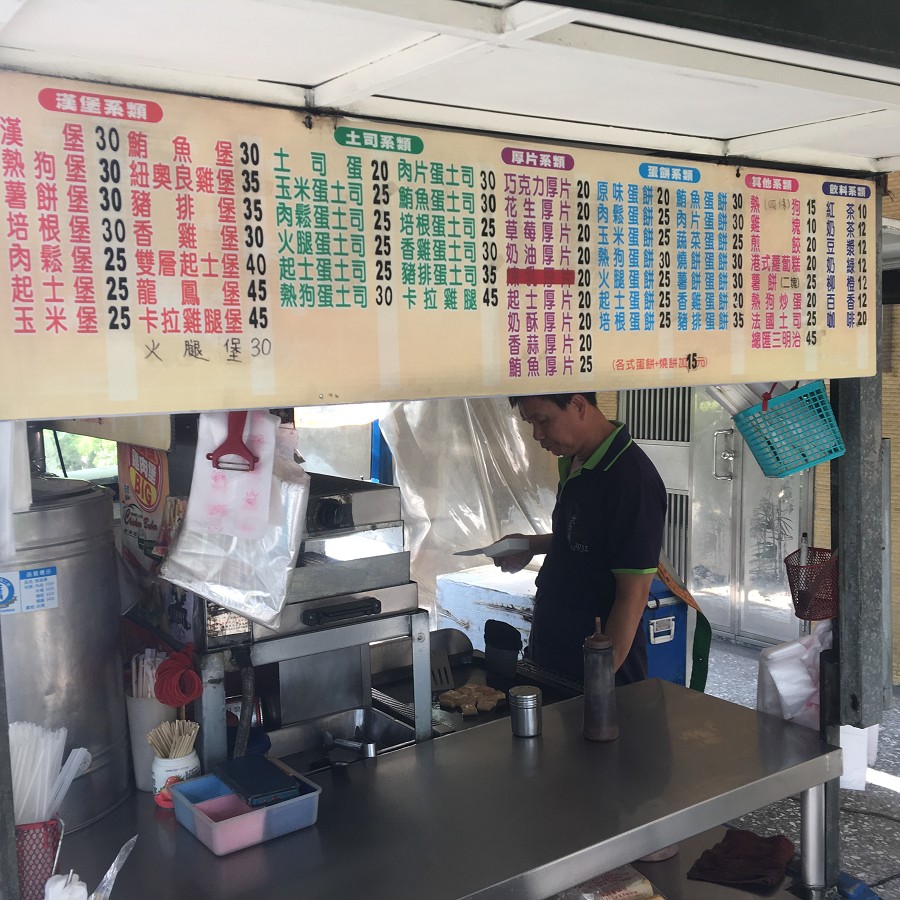 漢堡系類
漢堡 30
熱狗堡 30
薯餅堡 30
培根堡 30
肉鬆堡 25
起士堡 25
玉米堡 25
鮪魚堡 30
紐奧良雞堡 35
豬排堡 35
香雞堡 30
雙層起士堡 40
龍鳳堡 45
卡拉雞腿堡 45
火腿堡 30
土司系類
土司蛋 20
玉米蛋土司 25
肉鬆蛋土司 25
火腿蛋土司 25
起士蛋土司 25
熱狗蛋土司 30
肉片蛋土司 30
鮪魚蛋土司 30
培根蛋土司 25
香雞蛋土司 30
豬排蛋土司 35
卡拉雞腿 45
厚片系類
巧克力厚片 20
花生厚片 20
草莓厚片 20
奶油厚片 20
20
起士厚片 20
奶酥厚片 20
香蒜厚片 20
鮪魚厚片 25
蛋餅系類
原味蛋餅 20
肉鬆蛋餅 25
玉米蛋餅 25
熱狗蛋餅 30
火腿蛋餅 25
起士蛋餅 25
培根蛋餅 25
鮪魚蛋餅 30
肉片蛋餅 30
蔬菜蛋餅 25
薯餅蛋餅 30
燒餅蛋餅 30
香雞蛋餅 30
豬排蛋餅 35
(各式蛋餅+燒餅加15元)
其他系類
熱狗 15
雞塊 20
煎餃
港式蘿蔔糕 20
薯餅(二塊) 25
熱狗炒蛋 20
法國土司 25
總匯三明治 45
飲料系類
紅茶 10
奶茶 12
豆漿 12
奶綠 12
柳橙 12
百香 12
咖啡 20
BIG